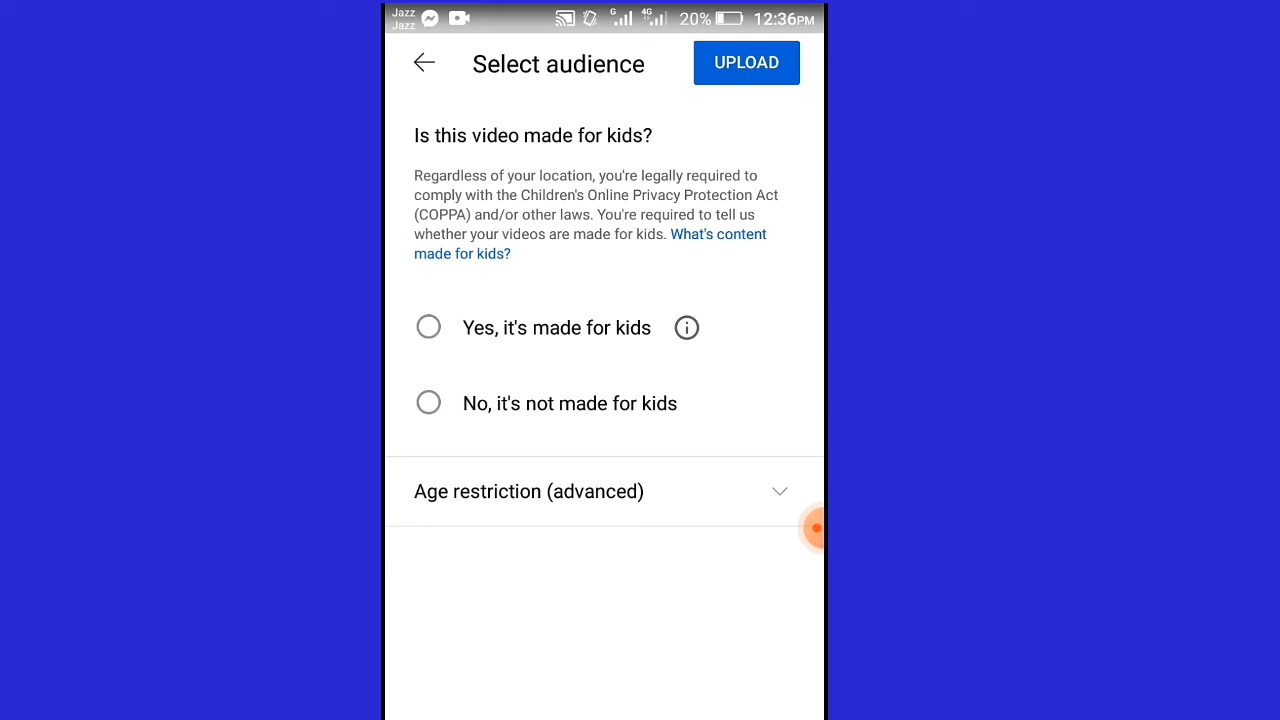 Jazz
Jazz
G 4G 20% 12:36PM
Select audience
UPLOAD
Is this video made for kids?
Regardless of your location, you're legally required to
comply with the Children's Online Privacy Protection Act
(COPPA) and/or other laws. You're required to tell us
whether your videos are made for kids. What's content
made for kids?
Yes, it's made for kids
No, it's not made for kids
Age restriction (advanced)